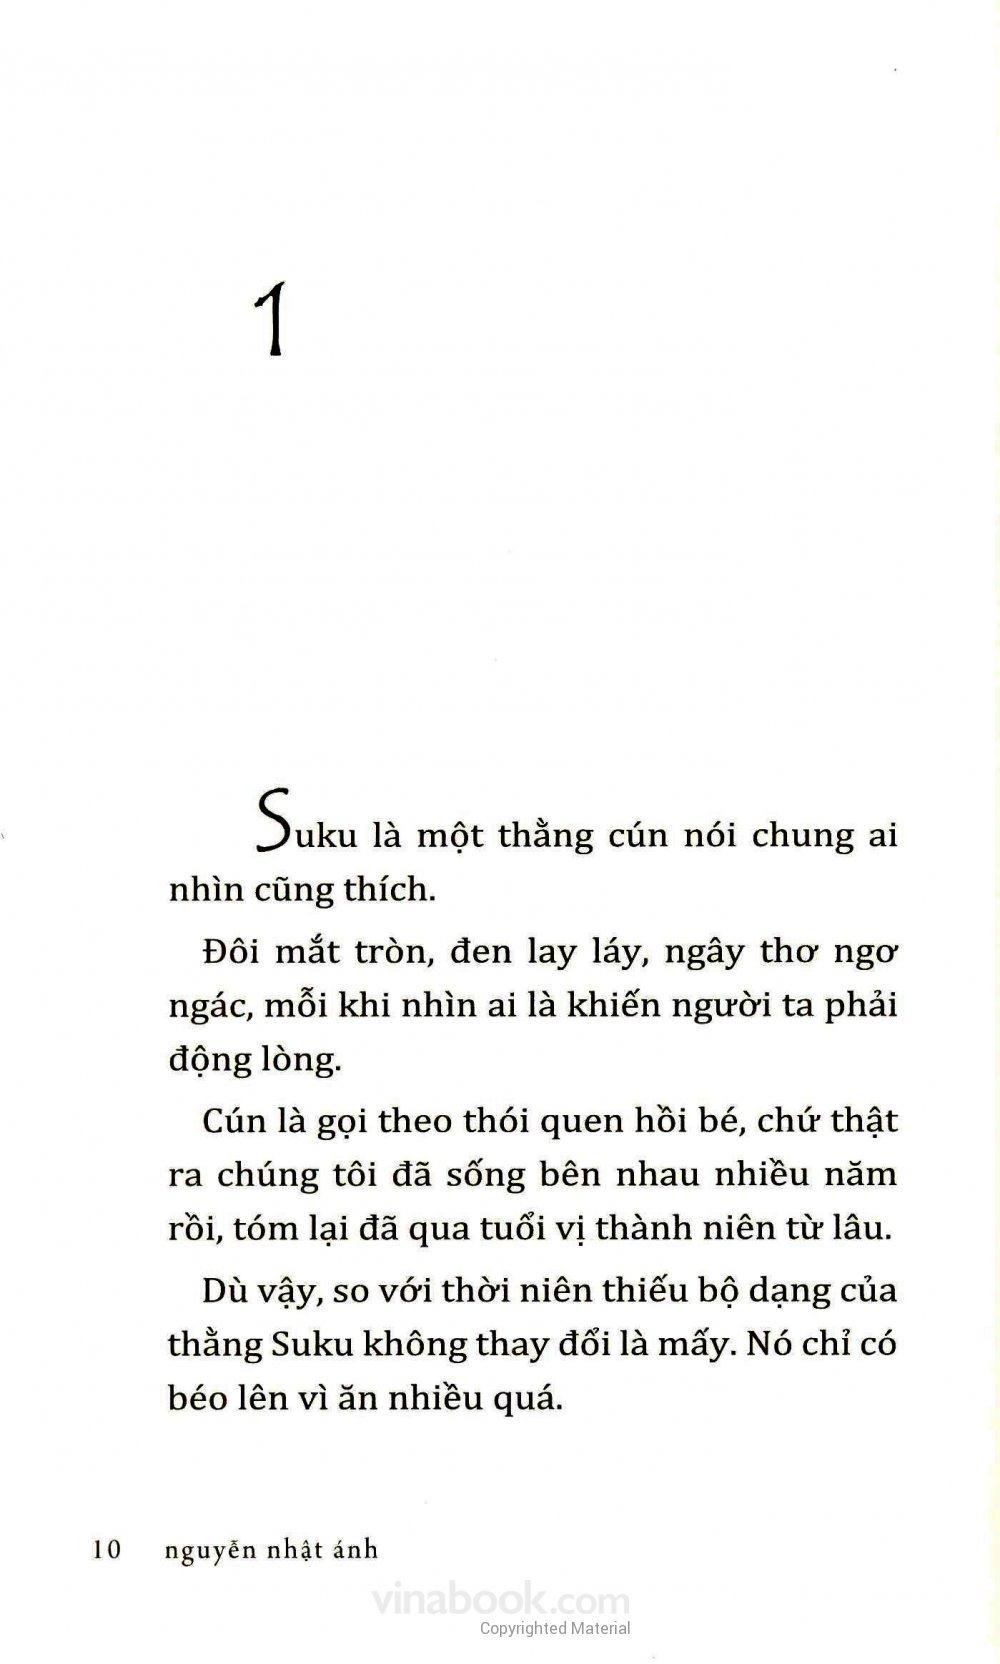 1
Suku là một thằng cún nói chung ai
nhìn cũng thích.
Đôi mắt tròn, đen lay láy, ngây thơ ngơ
ngác, mỗi khi nhìn ai là khiến người ta phải
động lòng.
Cún là gọi theo thói quen hồi bé, chứ thật
ra chúng tôi đã sống bên nhau nhiều năm
rồi, tóm lại đã qua tuổi vị thành niên từ lâu.
Dù vậy, so với thời niên thiếu bộ dạng của
thằng Suku không thay đổi là mấy. Nó chỉ có
béo lên vì ăn nhiều quá.
10 nguyễn nhật ánh
vinabook.com
Copyrighted Material